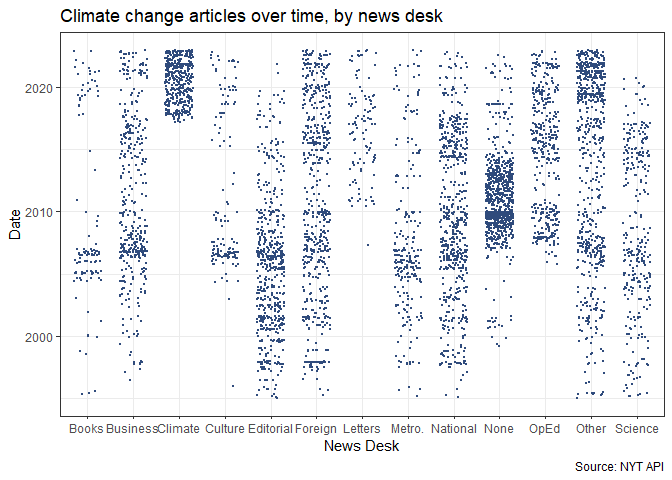 Climate change articles over time, by news desk
Date
2020
2010
2000
Books Business Climate Culture Editorial Foreign Letters Metro. National None OpEd Other Science
News Desk
Source: NYT API